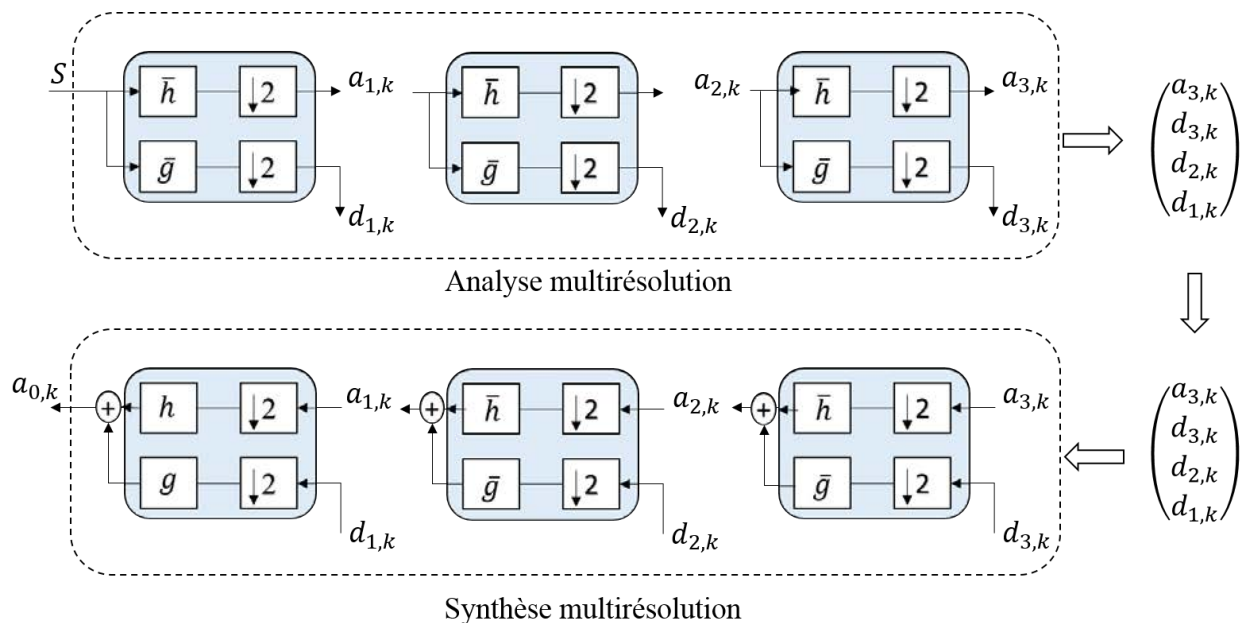 S h̄ ↓2 a₁,ₖ h̄ ↓2 a₂,ₖ h̄ ↓2 a₃,ₖ
ḡ ↓2 ḡ ↓2 ḡ ↓2
d₁,ₖ d₂,ₖ d₃,ₖ
a₃,ₖ
d₃,ₖ
d₂,ₖ
d₁,ₖ
Analyse multirésolution
a₀,ₖ + h ↓2 a₁,ₖ + h̄ ↓2 a₂,ₖ + h̄ ↓2 a₃,ₖ
g ↓2 ḡ ↓2 ḡ ↓2
d₁,ₖ d₂,ₖ d₃,ₖ
a₃,ₖ
d₃,ₖ
d₂,ₖ
d₁,ₖ
Synthèse multirésolution